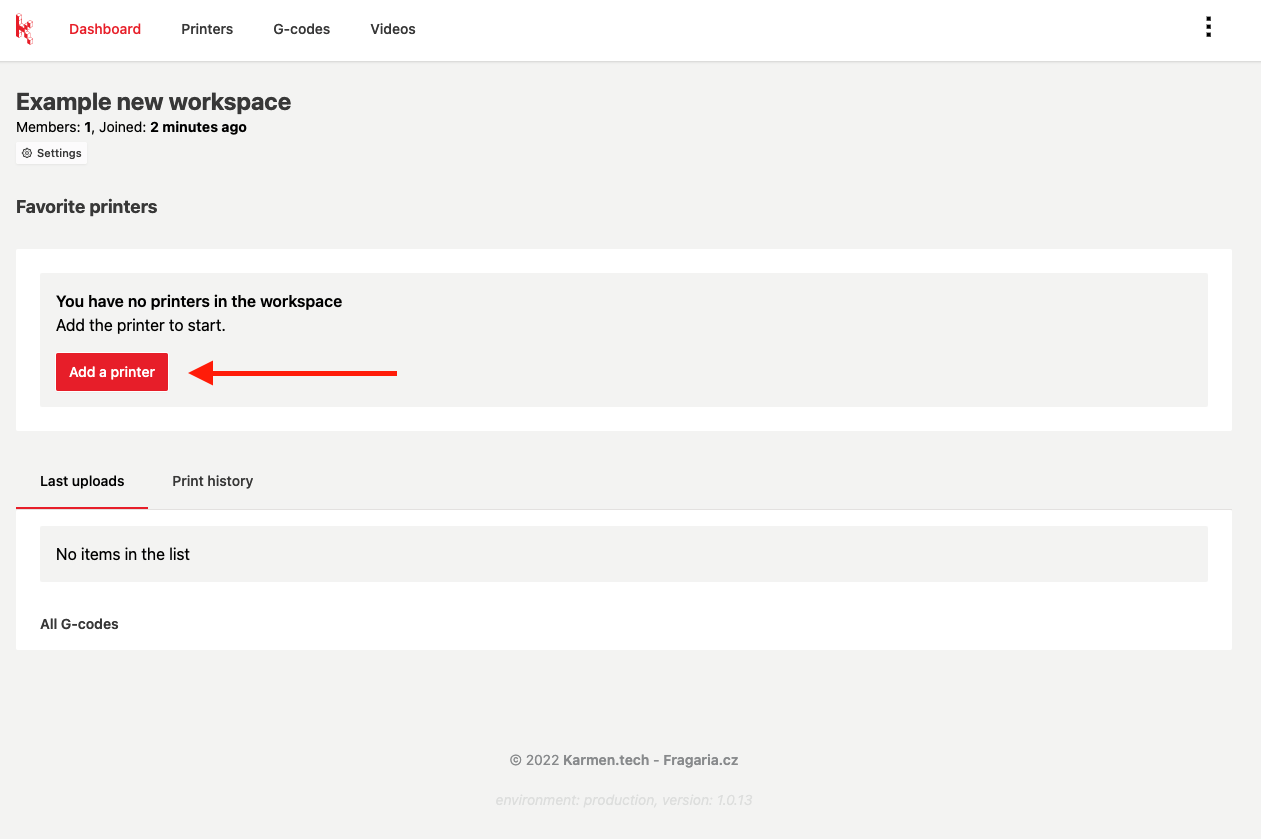 Dashboard Printers G-codes Videos
Example new workspace
Members: 1, Joined: 2 minutes ago
Settings
Favorite printers
You have no printers in the workspace
Add the printer to start.
Add a printer
Last uploads Print history
No items in the list
All G-codes
© 2022 Karmen.tech - Fragaria.cz
environment: production, version: 1.0.13